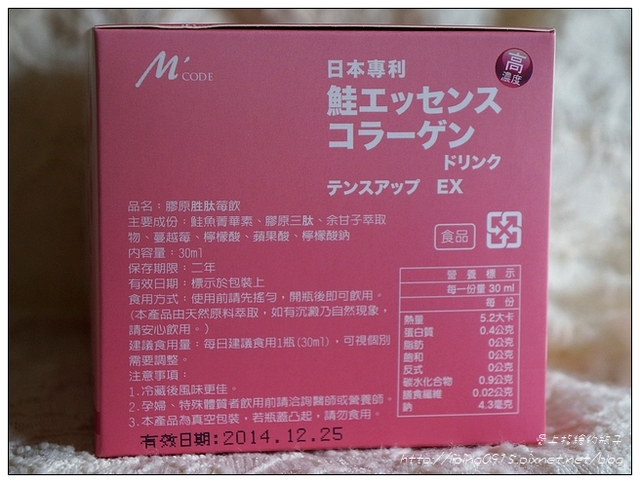 M' CODE
日本專利
高濃度
鮭エッセンス
コラーゲン
ドリンク
テンスアップ EX
品名：膠原胜肽莓飲
主要成份：鮭魚菁華素、膠原三肽、余甘子萃取
物、蔓越莓、檸檬酸、蘋果酸、檸檬酸鈉
內容量：30ml
保存期限：二年
有效日期：標示於包裝上
食用方式：使用前請先搖勻，開瓶後即可飲用。
(本產品由天然原料萃取，如有沉澱乃自然現象，
請安心飲用。)
建議食用量：每日建議食用1瓶(30ml)，可視個別
需要調整。
注意事項：
1.冷藏後風味更佳。
2.孕婦、特殊體質者飲用前請洽詢醫師或營養師。
3.本產品為真空包裝，若瓶蓋凸起，請勿食用。
有效日期:2014.12.25
食品
營養標示
每一份量 30 ml
每 份
熱量 5.2大卡
蛋白質 0.4公克
脂肪 0公克
飽和 0公克
反式 0公克
碳水化合物 0.9公克
膳食纖維 0.02公克
鈉 4.3毫克
http://iping0915.pixnet.net/blog